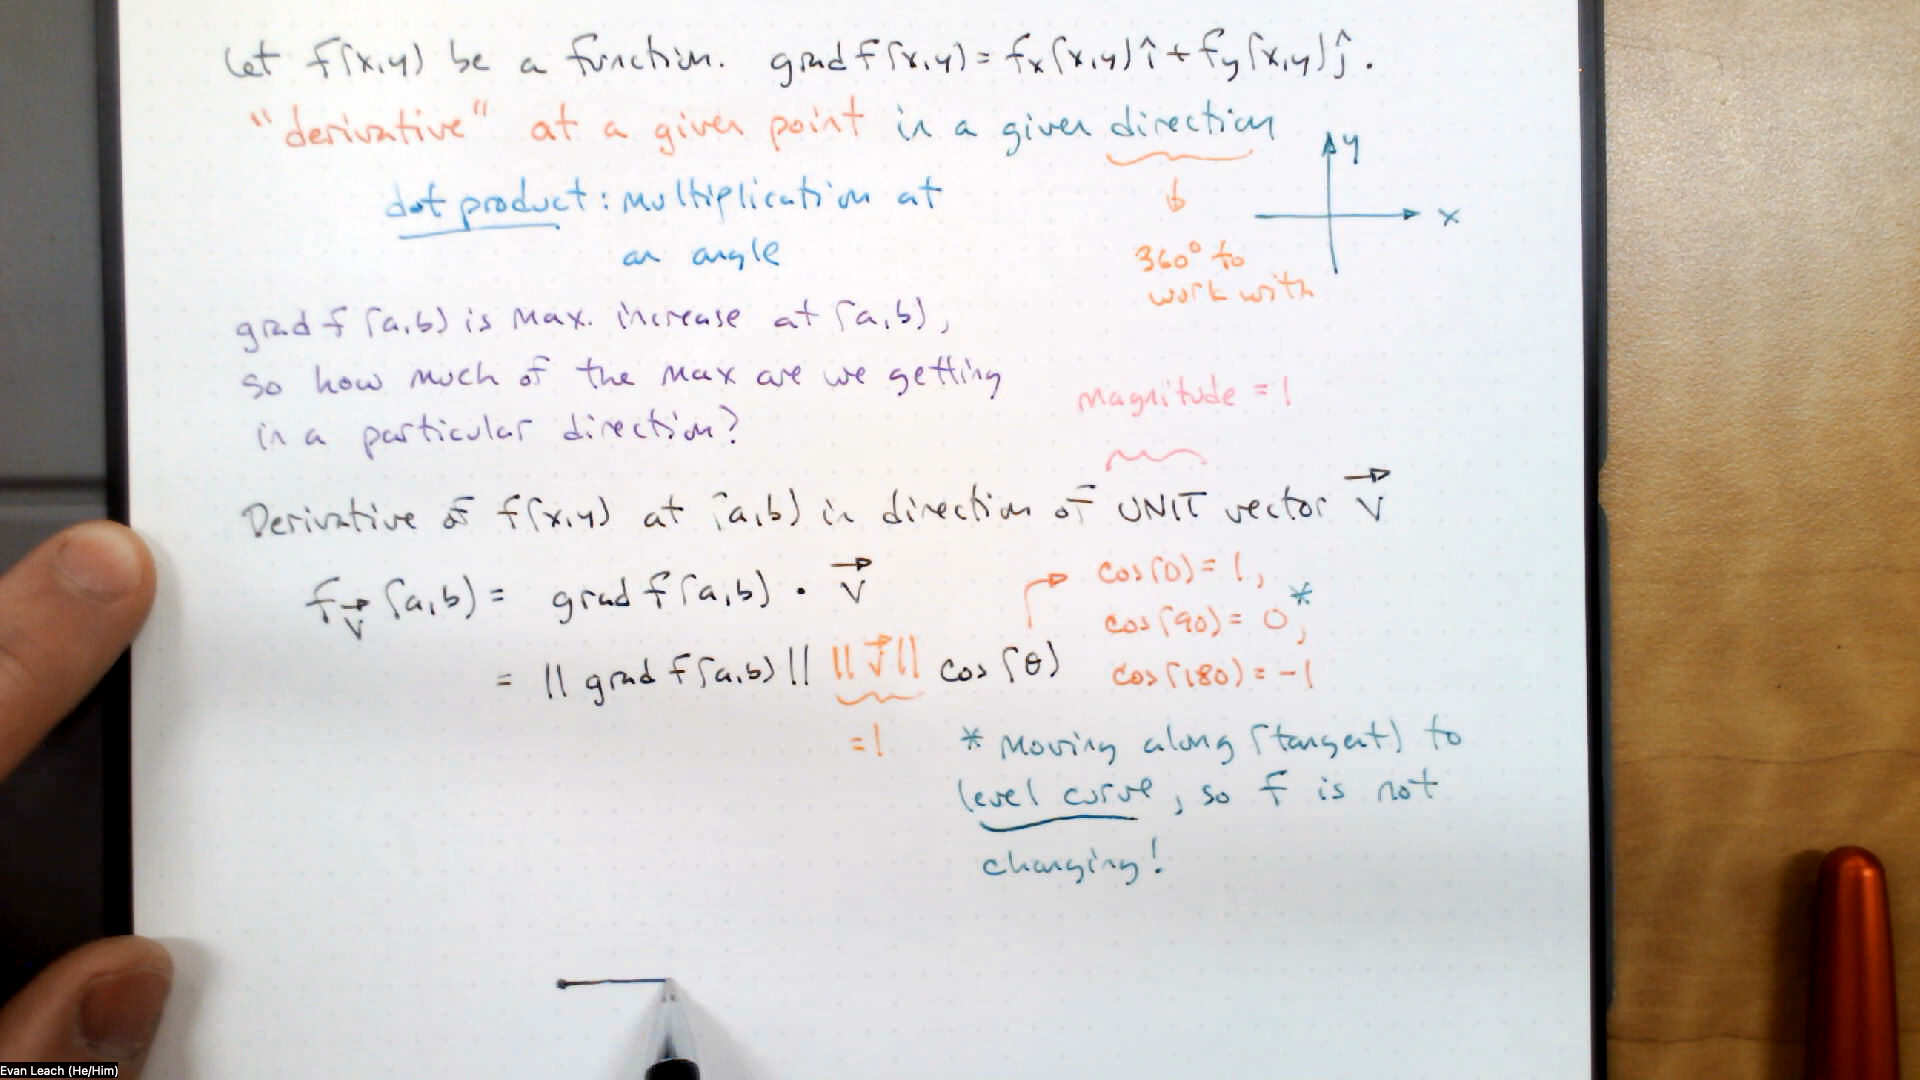 Let f(x,y) be a function. grad f(x,y) = fₓ(x,y) î + f_y(x,y) ĵ.
"derivative" at a given point in a given direction
y
x
dot product: multiplication at
an angle
360° to
work with
grad f(a,b) is max. increase at (a,b),
so how much of the max are we getting
in a particular direction?
magnitude = 1
Derivative of f(x,y) at (a,b) in direction of UNIT vector v⃗
f_v⃗ (a,b) = grad f(a,b) · v⃗
= || grad f(a,b) || || v⃗ || cos(θ)
= 1
cos(0) = 1,
cos(90) = 0*,
cos(180) = -1
* Moving along (tangent) to
level curve, so f is not
changing!
Evan Leach (He/Him)